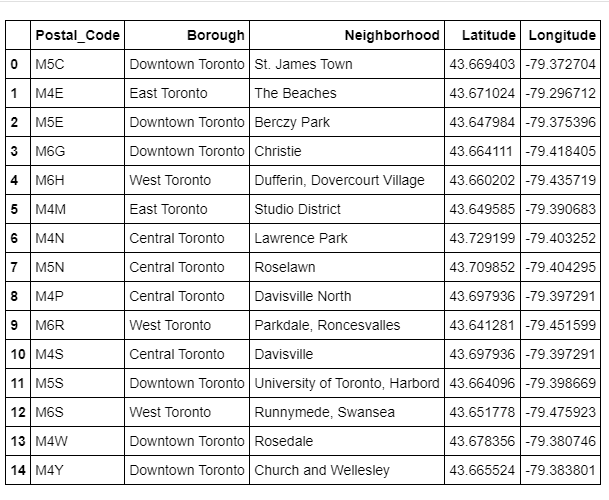 Postal_Code Borough Neighborhood Latitude Longitude
0 M5C Downtown Toronto St. James Town 43.669403 -79.372704
1 M4E East Toronto The Beaches 43.671024 -79.296712
2 M5E Downtown Toronto Berczy Park 43.647984 -79.375396
3 M6G Downtown Toronto Christie 43.664111 -79.418405
4 M6H West Toronto Dufferin, Dovercourt Village 43.660202 -79.435719
5 M4M East Toronto Studio District 43.649585 -79.390683
6 M4N Central Toronto Lawrence Park 43.729199 -79.403252
7 M5N Central Toronto Roselawn 43.709852 -79.404295
8 M4P Central Toronto Davisville North 43.697936 -79.397291
9 M6R West Toronto Parkdale, Roncesvalles 43.641281 -79.451599
10 M4S Central Toronto Davisville 43.697936 -79.397291
11 M5S Downtown Toronto University of Toronto, Harbord 43.664096 -79.398669
12 M6S West Toronto Runnymede, Swansea 43.651778 -79.475923
13 M4W Downtown Toronto Rosedale 43.678356 -79.380746
14 M4Y Downtown Toronto Church and Wellesley 43.665524 -79.383801